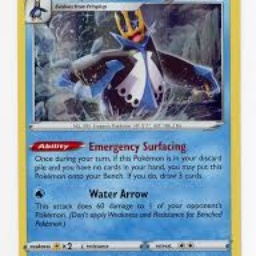 Evolves from Prinplup
Ability Emergency Surfacing
Once during your turn, if this Pokémon is in your discard
pile and you have no cards in your hand, you may put this
Pokémon onto your Bench. If you do, draw 3 cards.
Water Arrow
This attack does 60 damage to 1 of your opponent's
Pokémon. (Don't apply Weakness and Resistance for Benched
Pokémon.)
weakness ×2 resistance retreat